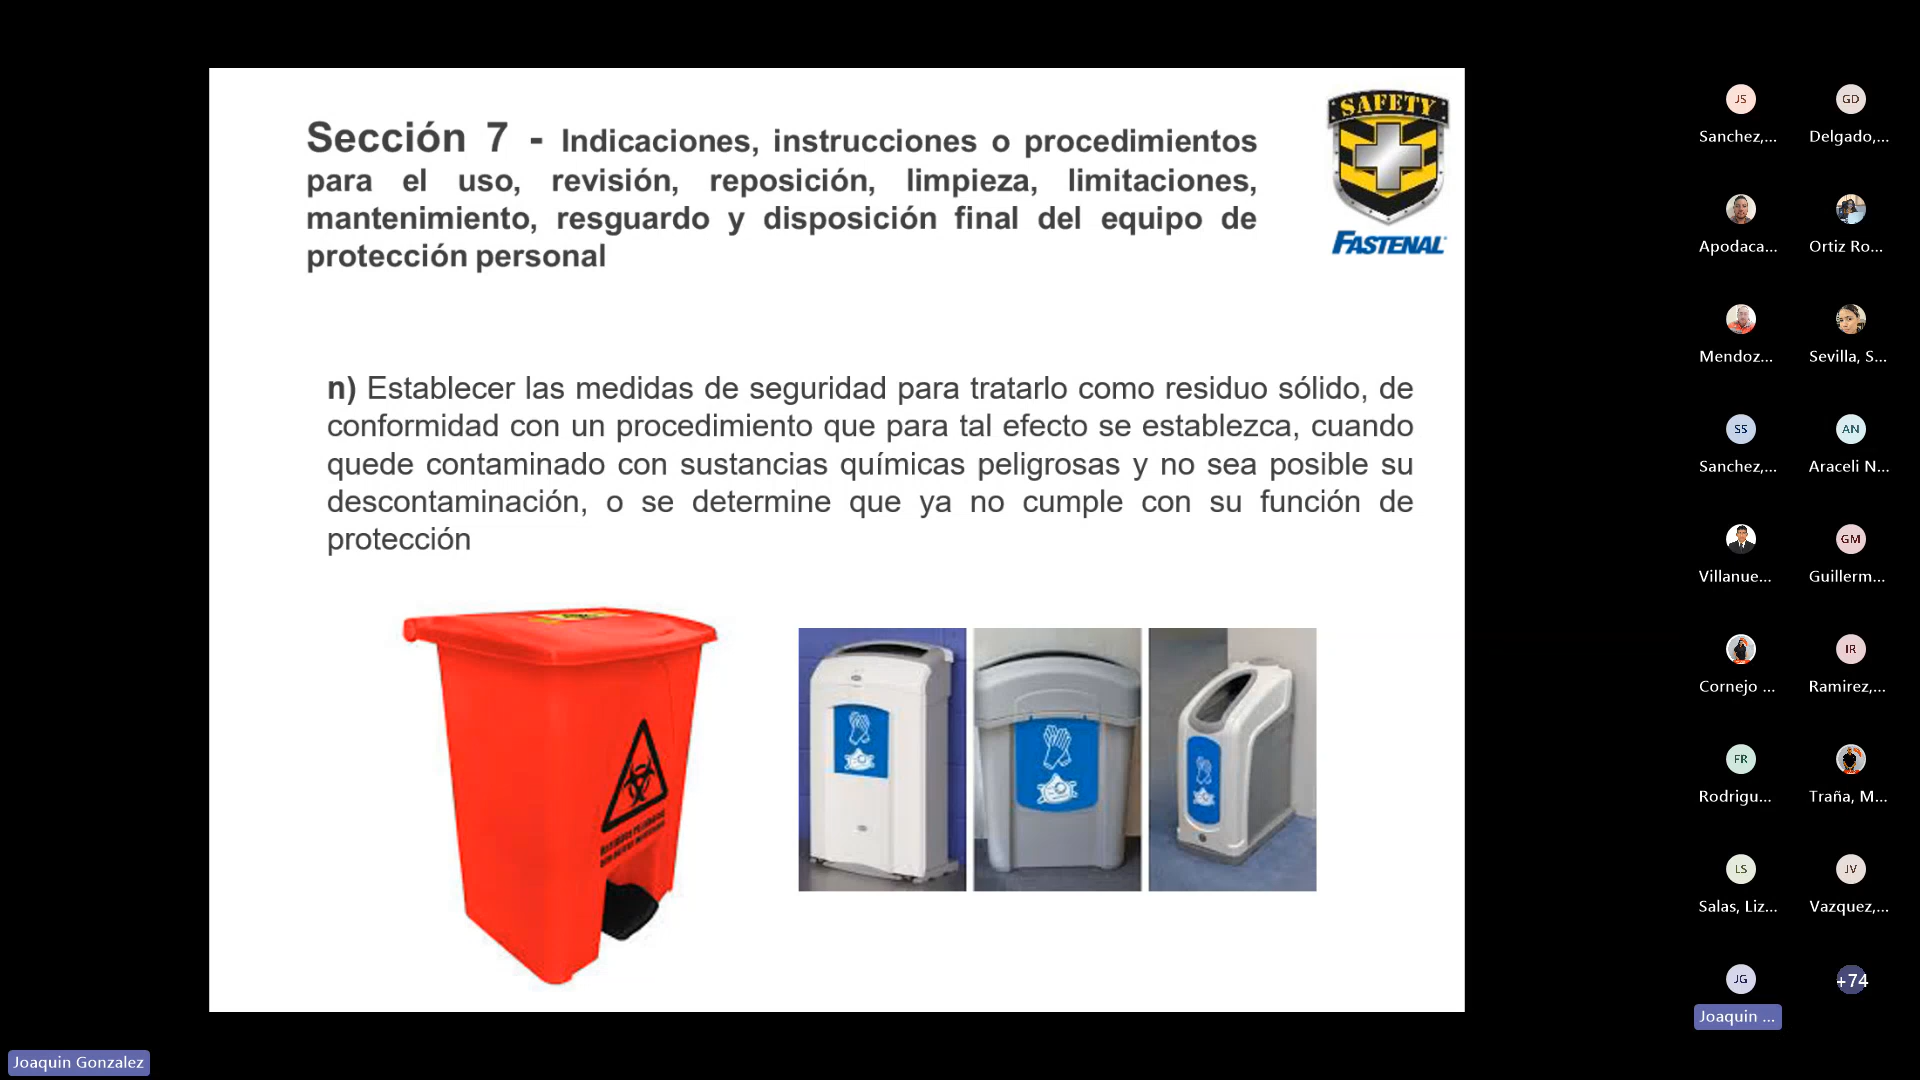 Sección 7 - Indicaciones, instrucciones o procedimientos
para el uso, revisión, reposición, limpieza, limitaciones,
mantenimiento, resguardo y disposición final del equipo de
protección personal
SAFETY
FASTENAL
n) Establecer las medidas de seguridad para tratarlo como residuo sólido, de
conformidad con un procedimiento que para tal efecto se establezca, cuando
quede contaminado con sustancias químicas peligrosas y no sea posible su
descontaminación, o se determine que ya no cumple con su función de
protección
JS
GD
Sanchez,...
Delgado,...
Apodaca...
Ortiz Ro...
Mendoz...
Sevilla, S...
SS
AN
Sanchez,...
Araceli N...
GM
Villanue...
Guillerm...
IR
Cornejo ...
Ramirez,...
FR
Rodrigu...
Traña, M...
LS
JV
Salas, Liz...
Vazquez,...
JG
+74
Joaquin ...
Joaquin Gonzalez